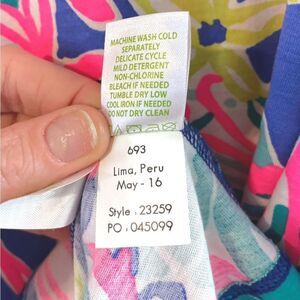 MACHINE WASH COLD
SEPARATELY
DELICATE CYCLE
MILD DETERGENT
NON-CHLORINE
BLEACH IF NEEDED
TUMBLE DRY LOW
COOL IRON IF NEEDED
DO NOT DRY CLEAN
693
Lima, Peru
May - 16
Style : 23259
PO : 045099